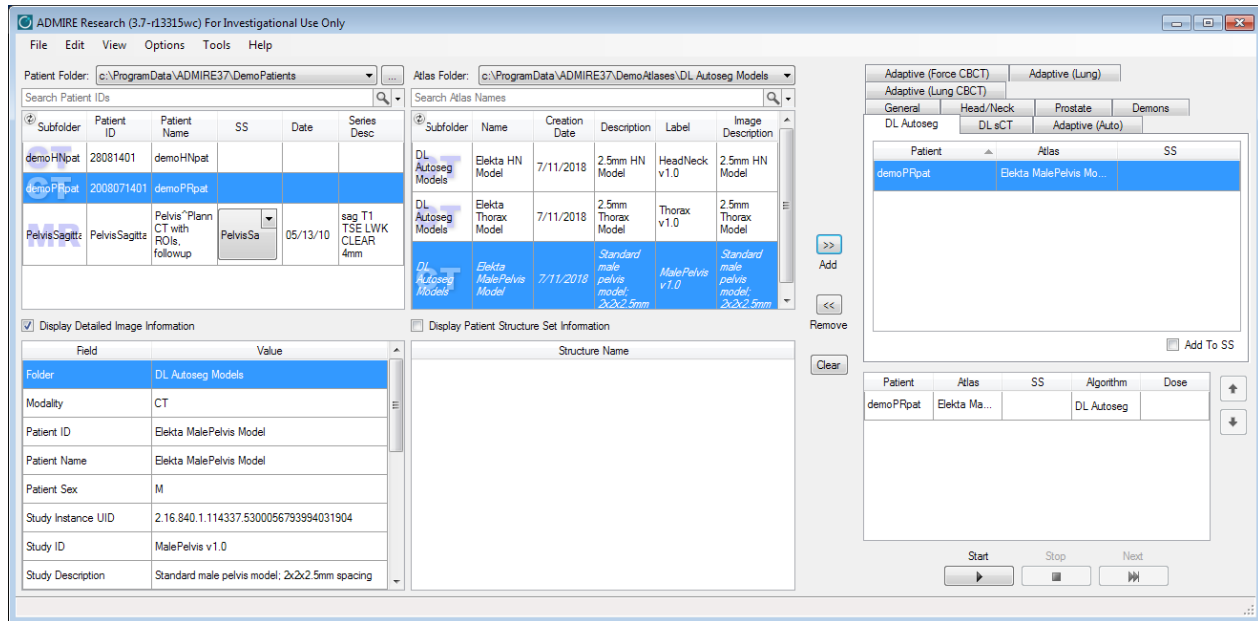 ADMIRE Research (3.7-r13315wc) For Investigational Use Only
File Edit View Options Tools Help
Patient Folder: c:\ProgramData\ADMIRE37\DemoPatients ...
Search Patient IDs
Subfolder Patient ID Patient Name SS Date Series Desc
CT demoHNpat 28081401 demoHNpat
CT demoPRpat 2008071401 demoPRpat
MR PelvisSagitta PelvisSagitta Pelvis^Plann CT with ROIs, followup PelvisSa 05/13/10 sag T1 TSE LWK CLEAR 4mm
Atlas Folder: c:\ProgramData\ADMIRE37\DemoAtlases\DL Autoseg Models
Search Atlas Names
Subfolder Name Creation Date Description Label Image Description
CT DL Autoseg Models Elekta HN Model 7/11/2018 2.5mm HN Model HeadNeck v1.0 2.5mm HN Model
CT DL Autoseg Models Elekta Thorax Model 7/11/2018 2.5mm Thorax Model Thorax v1.0 2.5mm Thorax Model
CT DL Autoseg Models Elekta MalePelvis Model 7/11/2018 Standard male pelvis model; 2x2x2.5mm MalePelvis v1.0 Standard male pelvis model; 2x2x2.5mm
Display Detailed Image Information
Display Patient Structure Set Information
Field Value
Folder DL Autoseg Models
Modality CT
Patient ID Elekta MalePelvis Model
Patient Name Elekta MalePelvis Model
Patient Sex M
Study Instance UID 2.16.840.1.114337.5300056793994031904
Study ID MalePelvis v1.0
Study Description Standard male pelvis model; 2x2x2.5mm spacing
Structure Name
>>
Add
<<
Remove
Clear
Adaptive (Force CBCT) Adaptive (Lung)
Adaptive (Lung CBCT)
General Head/Neck Prostate Demons
DL Autoseg DL sCT Adaptive (Auto)
Patient Atlas SS
demoPRpat Elekta MalePelvis Mo...
Add To SS
Patient Atlas SS Algorithm Dose
demoPRpat Elekta Ma... DL Autoseg
Start Stop Next